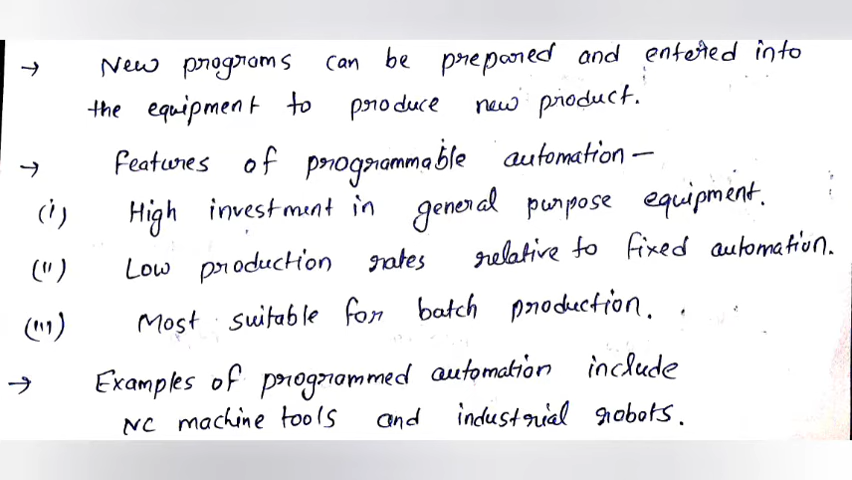 → New programs can be prepared and entered into
the equipment to produce new product.
→ Features of programmable automation –
(i) High investment in general purpose equipment.
(ii) Low production rates relative to fixed automation.
(iii) Most suitable for batch production.
→ Examples of programmed automation include
NC machine tools and industrial robots.